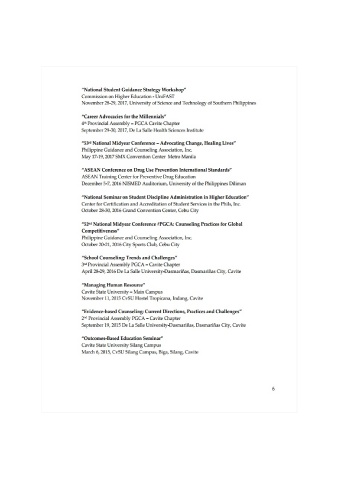 "National Student Guidance Strategy Workshop"
Commission on Higher Education - UniFAST
November 28-29, 2017, University of Science and Technology of Southern Philippines
"Career Advocacies for the Millennials"
4th Provincial Assembly – PGCA Cavite Chapter
September 29-30, 2017, De La Salle Health Sciences Institute
"53rd National Midyear Conference – Advocating Change, Healing Lives"
Philippine Guidance and Counseling Association, Inc.
May 17-19, 2017 SMX Convention Center Metro Manila
"ASEAN Conference on Drug Use Prevention International Standards"
ASEAN Training Center for Preventive Drug Education
December 5-7, 2016 NISMED Auditorium, University of the Philippines Diliman
"National Seminar on Student Discipline Administration in Higher Education"
Center for Certification and Accreditation of Student Services in the Phils, Inc.
October 28-30, 2016 Grand Convention Center, Cebu City
"52nd National Midyear Conference #PGCA: Counseling Practices for Global
Competitiveness"
Philippine Guidance and Counseling Association, Inc.
October 20-21, 2016 City Sports Club, Cebu City
"School Counseling: Trends and Challenges"
3rd Provincial Assembly PGCA – Cavite Chapter
April 28-29, 2016 De La Salle University-Dasmariñas, Dasmariñas City, Cavite
"Managing Human Resource"
Cavite State University – Main Campus
November 11, 2015 CvSU Hostel Tropicana, Indang, Cavite
"Evidence-based Counseling: Current Directions, Practices and Challenges"
2nd Provincial Assembly PGCA – Cavite Chapter
September 19, 2015 De La Salle University-Dasmariñas, Dasmariñas City, Cavite
"Outcomes-Based Education Seminar"
Cavite State University Silang Campus
March 6, 2015, CvSU Silang Campus, Biga, Silang, Cavite